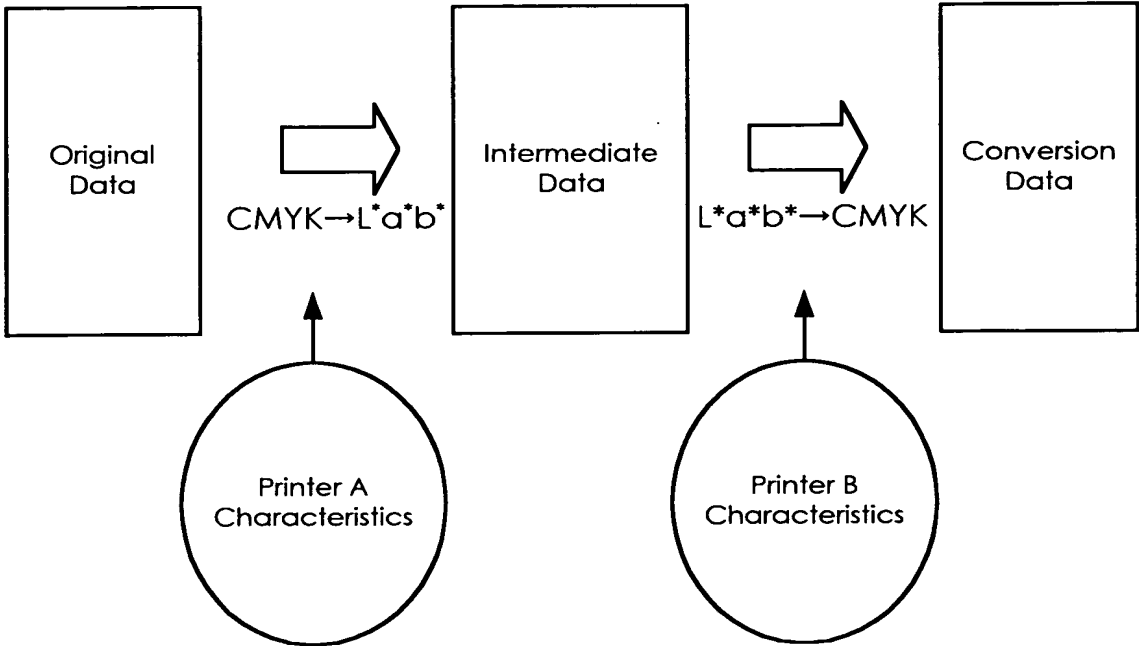 Original
Data
CMYK→L*a*b*
Intermediate
Data
L*a*b*→CMYK
Conversion
Data
Printer A
Characteristics
Printer B
Characteristics